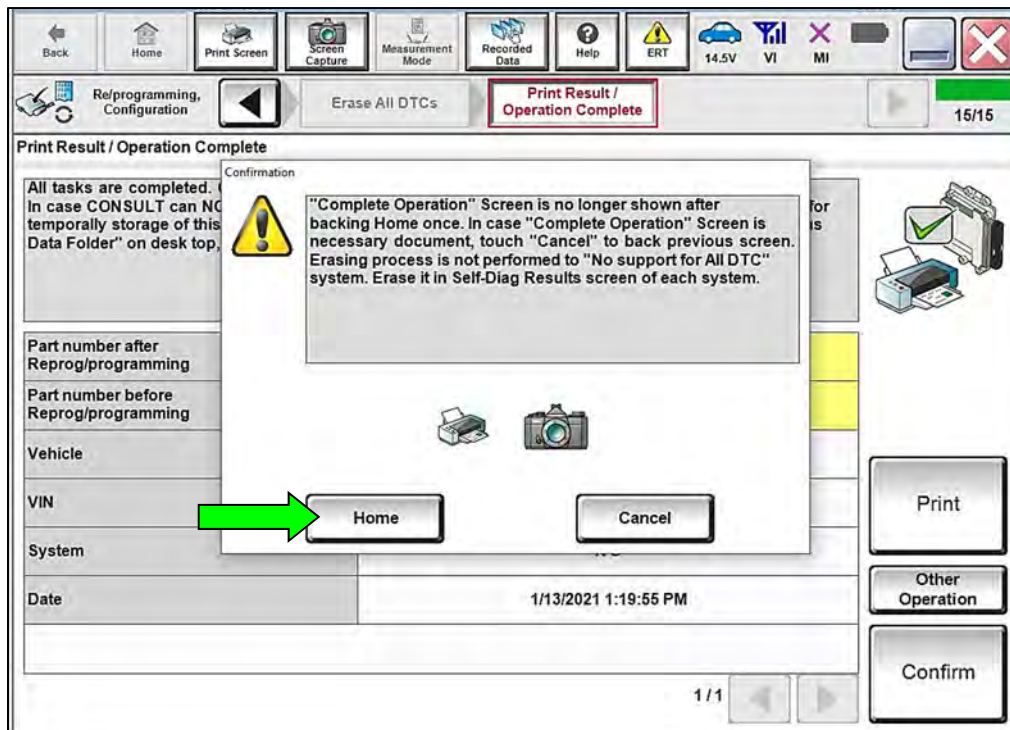 Back
Home
Print Screen
Screen
Capture
Measurement
Mode
Recorded
Data
Help
ERT
14.5V
VI
MI
Re/programming,
Configuration
Erase All DTCs
Print Result /
Operation Complete
15/15
Print Result / Operation Complete
Confirmation
All tasks are completed.
In case CONSULT can
for
temporally storage of this
Data Folder" on desk top,
"Complete Operation" Screen is no longer shown after
backing Home once. In case "Complete Operation" Screen is
necessary document, touch "Cancel" to back previous screen.
Erasing process is not performed to "No support for All DTC"
system. Erase it in Self-Diag Results screen of each system.
Part number after
Reprog/programming
Part number before
Reprog/programming
Vehicle
VIN
System
Date
1/13/2021 1:19:55 PM
Home
Cancel
Print
Other
Operation
Confirm
1/1